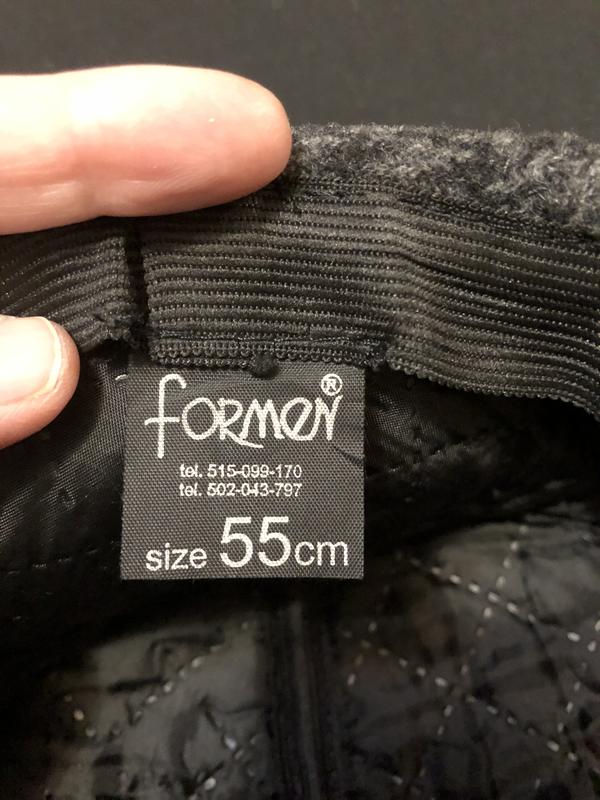 forMEN®
tel. 515-099-170
tel. 502-043-797
size 55cm